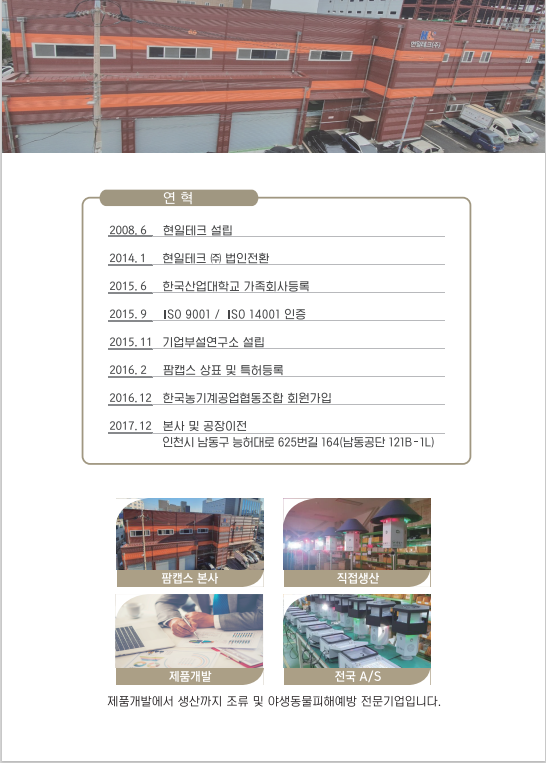 현일테크(주)
연 혁
2008. 6 현일테크 설립
2014. 1 현일테크 ㈜ 법인전환
2015. 6 한국산업대학교 가족회사등록
2015. 9 ISO 9001 / ISO 14001 인증
2015. 11 기업부설연구소 설립
2016. 2 팜캡스 상표 및 특허등록
2016. 12 한국농기계공업협동조합 회원가입
2017. 12 본사 및 공장이전
인천시 남동구 능허대로 625번길 164(남동공단 121B-1L)
팜캡스 본사
직접생산
제품개발
전국 A/S
제품개발에서 생산까지 조류 및 야생동물피해예방 전문기업입니다.